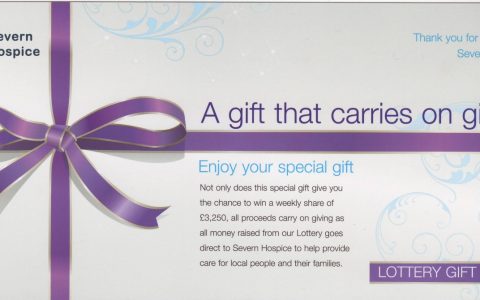 Severn
Hospice
Thank you for
Seve
A gift that carries on gi
Enjoy your special gift
Not only does this special gift give you
the chance to win a weekly share of
£3,250, all proceeds carry on giving as
all money raised from our Lottery goes
direct to Severn Hospice to help provide
care for local people and their families.
LOTTERY GIFT